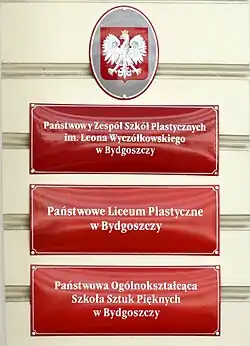 Państwowy Zespół Szkół Plastycznych
im. Leona Wyczółkowskiego
w Bydgoszczy
Państwowe Liceum Plastyczne
w Bydgoszczy
Państwowa Ogólnokształcąca
Szkoła Sztuk Pięknych
w Bydgoszczy